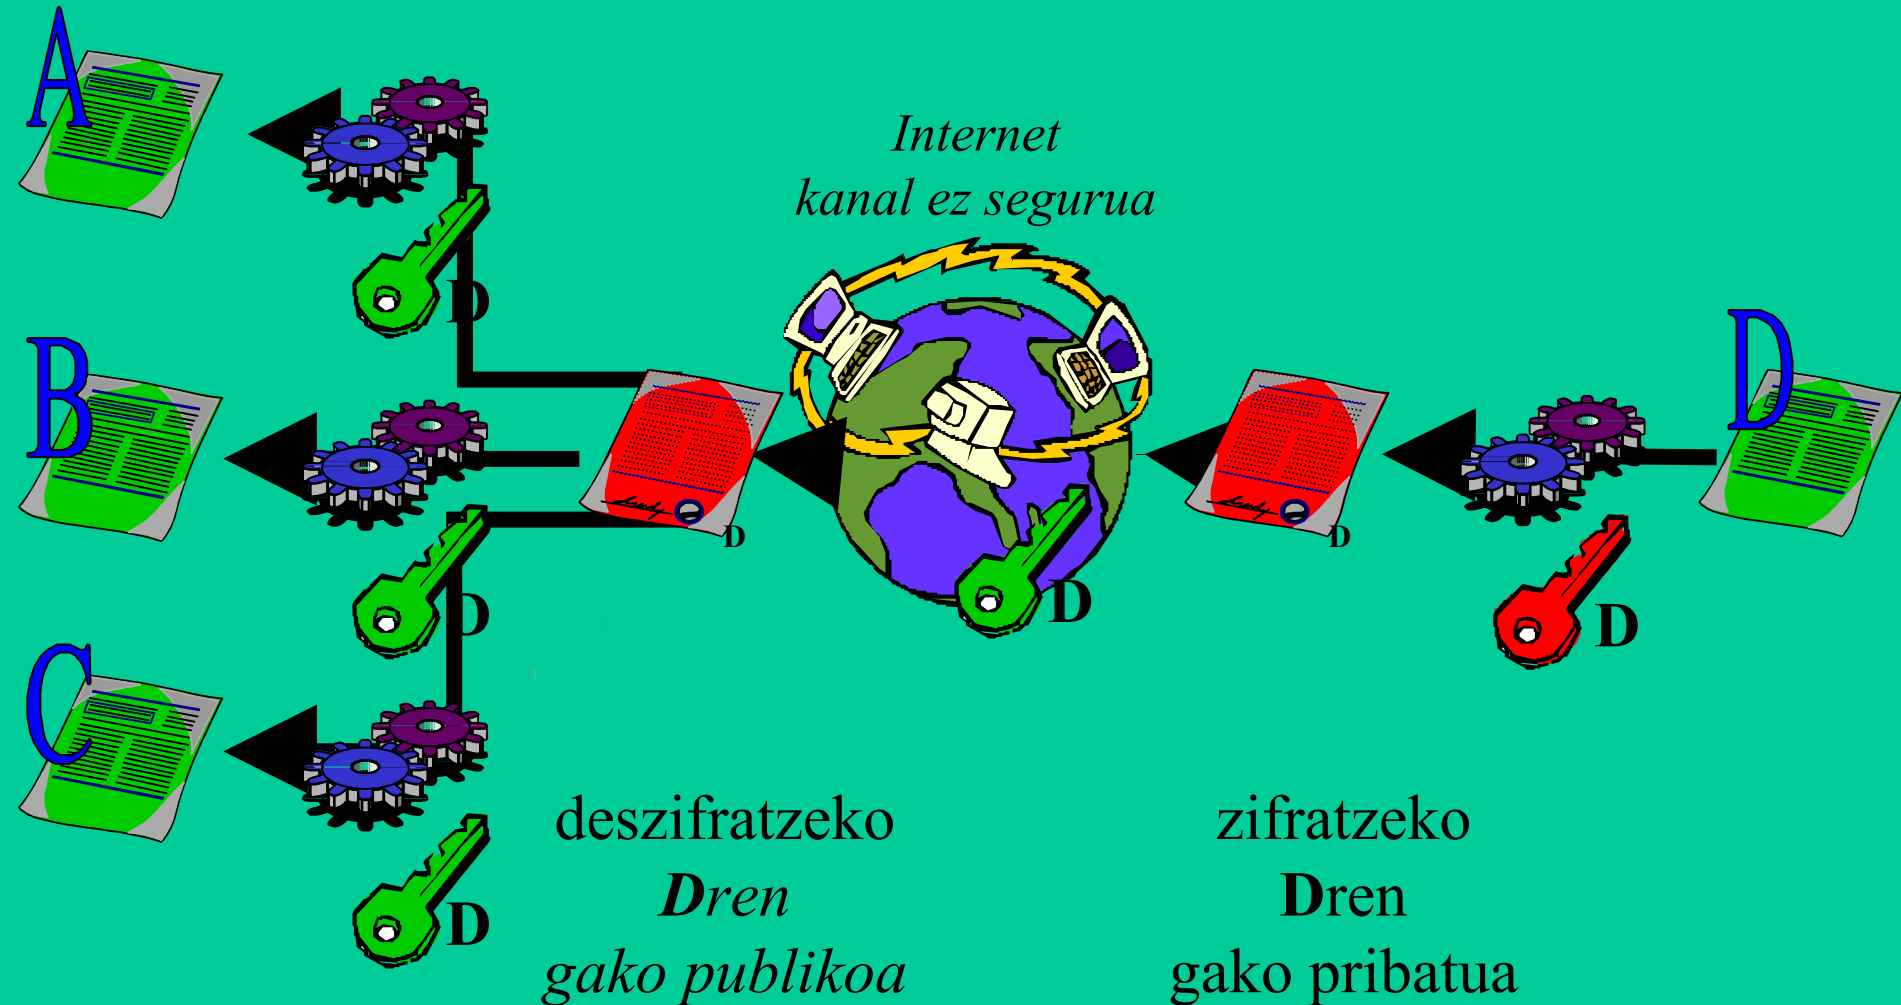 A
B
C
D
Internet
kanal ez segurua
D
D
D
D
D
D
D
deszifratzeko
Dren
gako publikoa
zifratzeko
Dren
gako pribatua